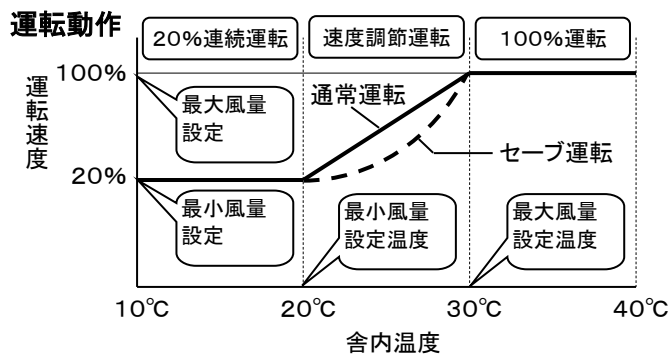 運転動作
20%連続運転
速度調節運転
100%運転
運転速度
100%
20%
最大風量
設定
通常運転
セーブ運転
最小風量
設定
最小風量
設定温度
最大風量
設定温度
10℃
20℃
30℃
40℃
舎内温度